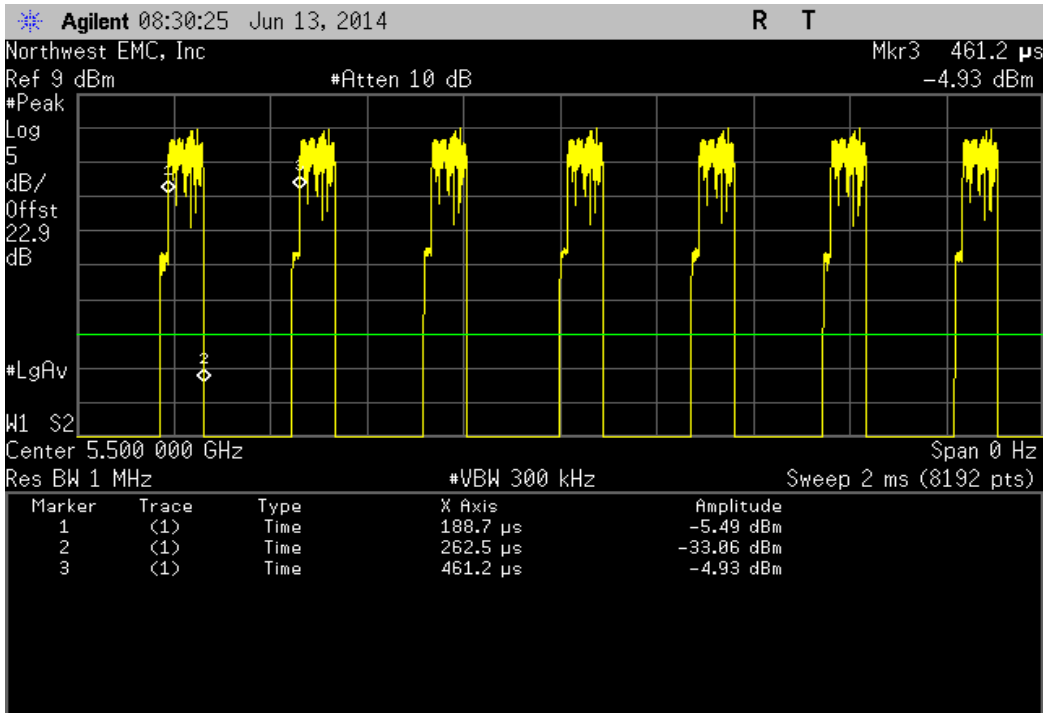 Agilent 08:30:25 Jun 13, 2014 R T
Northwest EMC, Inc Mkr3 461.2 µs
Ref 9 dBm #Atten 10 dB -4.93 dBm
#Peak
Log
5
dB/
Offst
22.9
dB
1
3
2
#LgAv
W1 S2
Center 5.500 000 GHz Span 0 Hz
Res BW 1 MHz #VBW 300 kHz Sweep 2 ms (8192 pts)
Marker Trace Type X Axis Amplitude
1 (1) Time 188.7 µs -5.49 dBm
2 (1) Time 262.5 µs -33.06 dBm
3 (1) Time 461.2 µs -4.93 dBm